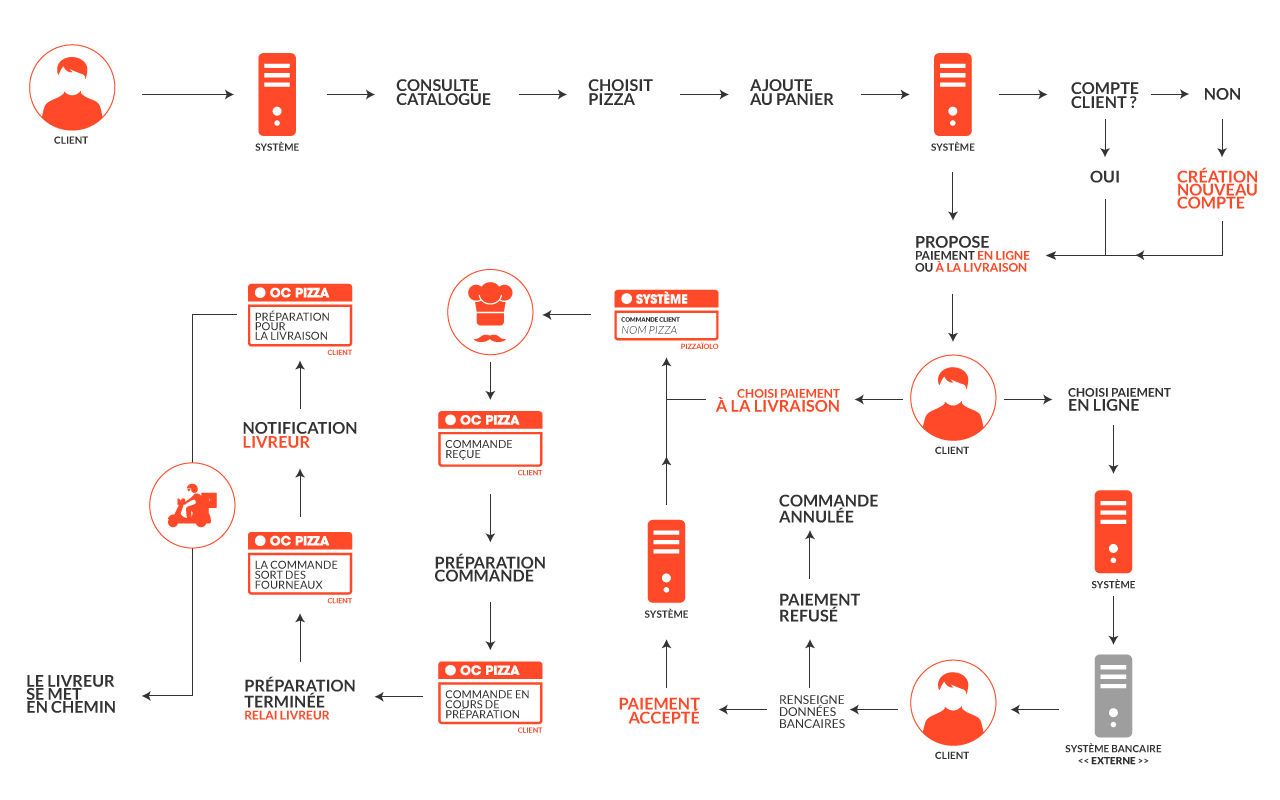 CLIENT
SYSTÈME
CONSULTE
CATALOGUE
CHOISIT
PIZZA
AJOUTE
AU PANIER
SYSTÈME
COMPTE
CLIENT ?
NON
OUI
CRÉATION
NOUVEAU
COMPTE
PROPOSE
PAIEMENT EN LIGNE
OU À LA LIVRAISON
CLIENT
CHOISI PAIEMENT
EN LIGNE
SYSTÈME
SYSTÈME BANCAIRE
<< EXTERNE >>
CLIENT
RENSEIGNE
DONNÉES
BANCAIRES
PAIEMENT
REFUSÉ
COMMANDE
ANNULÉE
PAIEMENT
ACCEPTÉ
SYSTÈME
CHOISI PAIEMENT
À LA LIVRAISON
SYSTÈME
COMMANDE CLIENT
NOM PIZZA
PIZZAÏOLO
OC PIZZA
COMMANDE
REÇUE
CLIENT
PRÉPARATION
COMMANDE
OC PIZZA
COMMANDE EN
COURS DE
PRÉPARATION
CLIENT
PRÉPARATION
TERMINÉE
RELAI LIVREUR
OC PIZZA
LA COMMANDE
SORT DES
FOURNEAUX
CLIENT
NOTIFICATION
LIVREUR
OC PIZZA
PRÉPARATION
POUR
LA LIVRAISON
CLIENT
LE LIVREUR
SE MET
EN CHEMIN